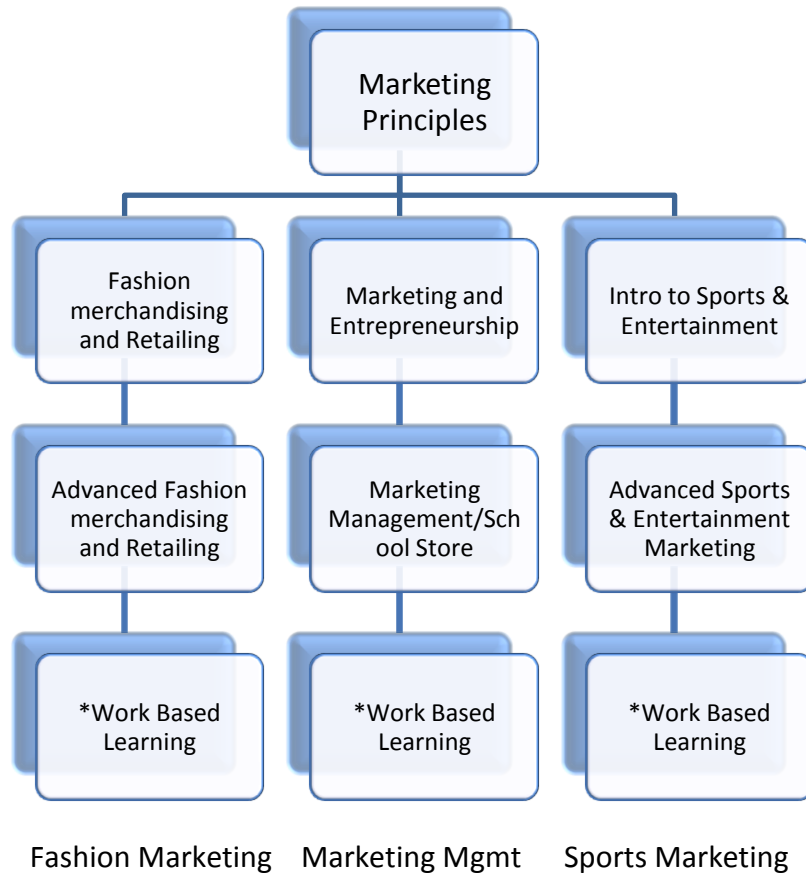 Marketing
Principles
Fashion
merchandising
and Retailing
Marketing and
Entrepreneurship
Intro to Sports &
Entertainment
Advanced Fashion
merchandising
and Retailing
Marketing
Management/Sch
ool Store
Advanced Sports
& Entertainment
Marketing
*Work Based
Learning
*Work Based
Learning
*Work Based
Learning
Fashion Marketing
Marketing Mgmt
Sports Marketing